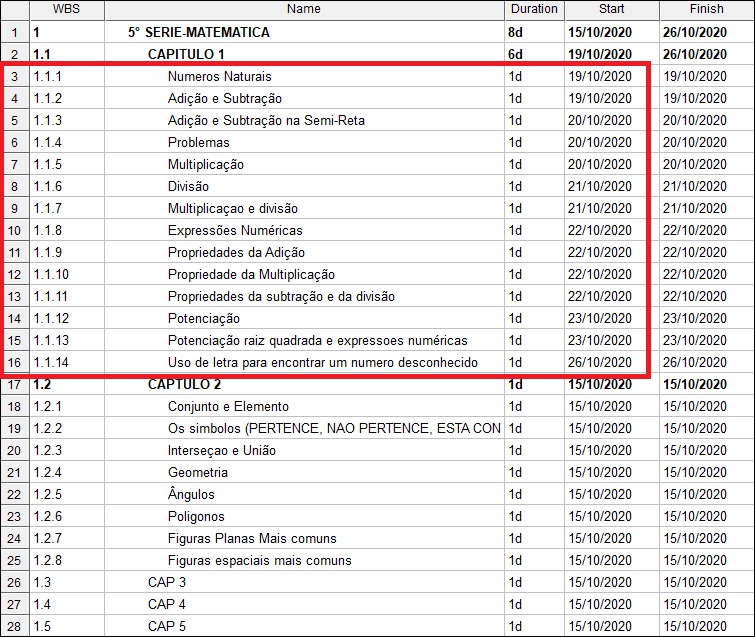 WBS Name Duration Start Finish
1 1 5° SERIE-MATEMATICA 8d 15/10/2020 26/10/2020
2 1.1 CAPITULO 1 6d 19/10/2020 26/10/2020
3 1.1.1 Numeros Naturais 1d 19/10/2020 19/10/2020
4 1.1.2 Adição e Subtração 1d 19/10/2020 19/10/2020
5 1.1.3 Adição e Subtração na Semi-Reta 1d 20/10/2020 20/10/2020
6 1.1.4 Problemas 1d 20/10/2020 20/10/2020
7 1.1.5 Multiplicação 1d 20/10/2020 20/10/2020
8 1.1.6 Divisão 1d 21/10/2020 21/10/2020
9 1.1.7 Multiplicaçao e divisão 1d 21/10/2020 21/10/2020
10 1.1.8 Expressões Numéricas 1d 22/10/2020 22/10/2020
11 1.1.9 Propriedades da Adição 1d 22/10/2020 22/10/2020
12 1.1.10 Propriedade da Multiplicação 1d 22/10/2020 22/10/2020
13 1.1.11 Propriedades da subtração e da divisão 1d 22/10/2020 22/10/2020
14 1.1.12 Potenciação 1d 23/10/2020 23/10/2020
15 1.1.13 Potenciação raiz quadrada e expressoes numéricas 1d 23/10/2020 23/10/2020
16 1.1.14 Uso de letra para encontrar um numero desconhecido 1d 26/10/2020 26/10/2020
17 1.2 CAPTULO 2 1d 15/10/2020 15/10/2020
18 1.2.1 Conjunto e Elemento 1d 15/10/2020 15/10/2020
19 1.2.2 Os simbolos (PERTENCE, NAO PERTENCE, ESTA CON 1d 15/10/2020 15/10/2020
20 1.2.3 Interseçao e União 1d 15/10/2020 15/10/2020
21 1.2.4 Geometria 1d 15/10/2020 15/10/2020
22 1.2.5 Ângulos 1d 15/10/2020 15/10/2020
23 1.2.6 Poligonos 1d 15/10/2020 15/10/2020
24 1.2.7 Figuras Planas Mais comuns 1d 15/10/2020 15/10/2020
25 1.2.8 Figuras espaciais mais comuns 1d 15/10/2020 15/10/2020
26 1.3 CAP 3 1d 15/10/2020 15/10/2020
27 1.4 CAP 4 1d 15/10/2020 15/10/2020
28 1.5 CAP 5 1d 15/10/2020 15/10/2020